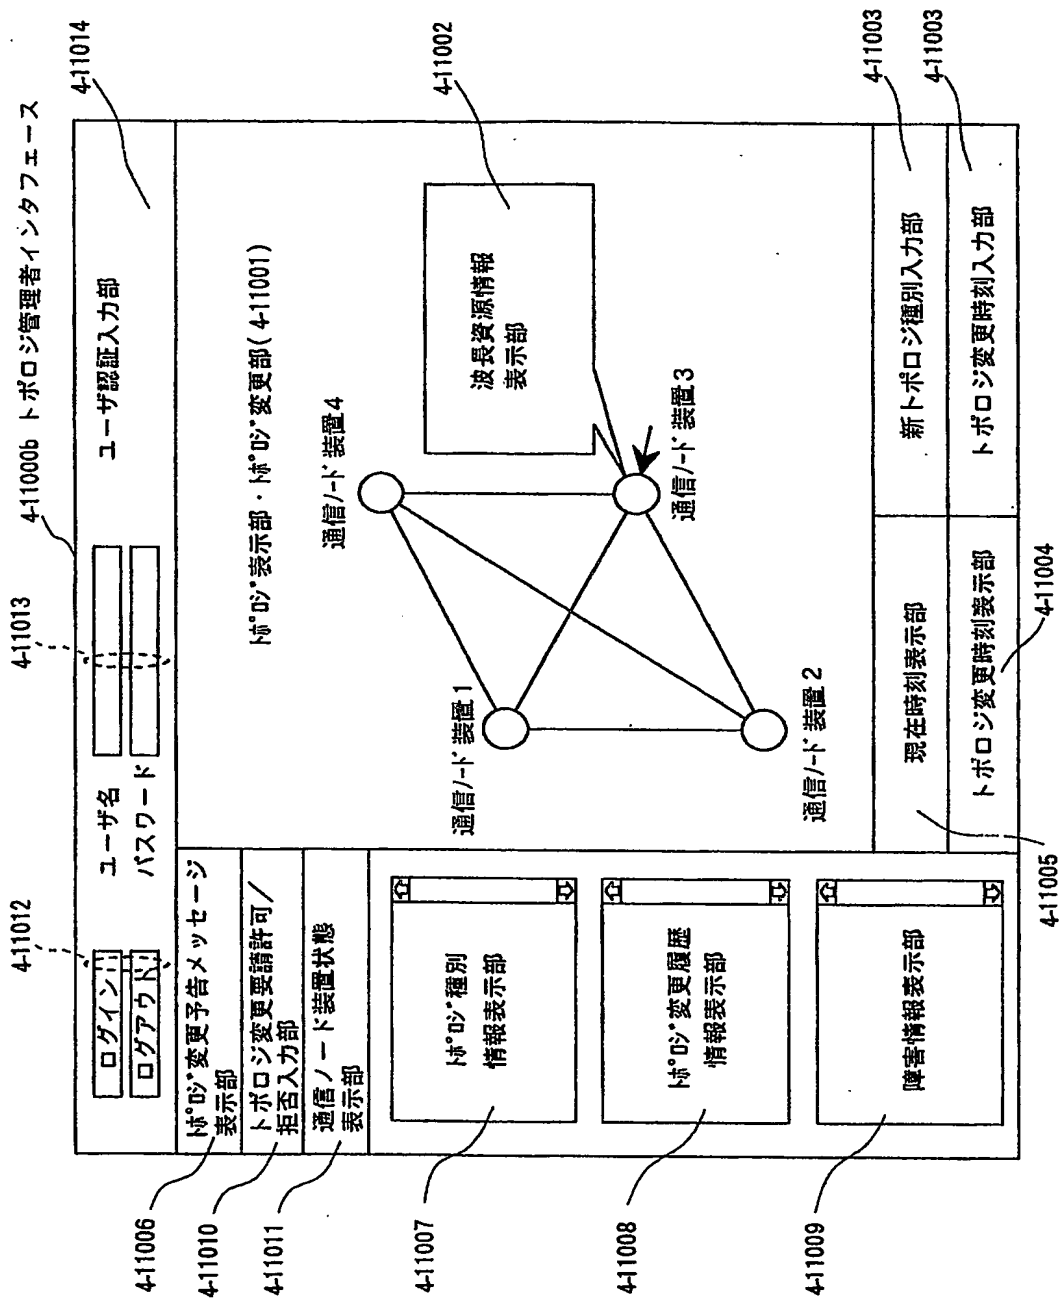 4-11000b トポロジ管理者インタフェース
4-11012
4-11013
4-11014
ログイン
ログアウト
ユーザ名
パスワード
ユーザ認証入力部
4-11006
トポロジ変更予告メッセージ
表示部
4-11010
トポロジ変更要請許可/
拒否入力部
4-11011
通信ノード装置状態
表示部
4-11007
トポロジ種別
情報表示部
4-11008
トポロジ変更履歴
情報表示部
4-11009
障害情報表示部
トポロジ表示部・トポロジ変更部(4-11001)
通信ノード装置1
通信ノード装置2
通信ノード装置3
通信ノード装置4
波長資源情報
表示部
4-11002
現在時刻表示部
新トポロジ種別入力部
4-11003
トポロジ変更時刻表示部
トポロジ変更時刻入力部
4-11003
4-11005
4-11004